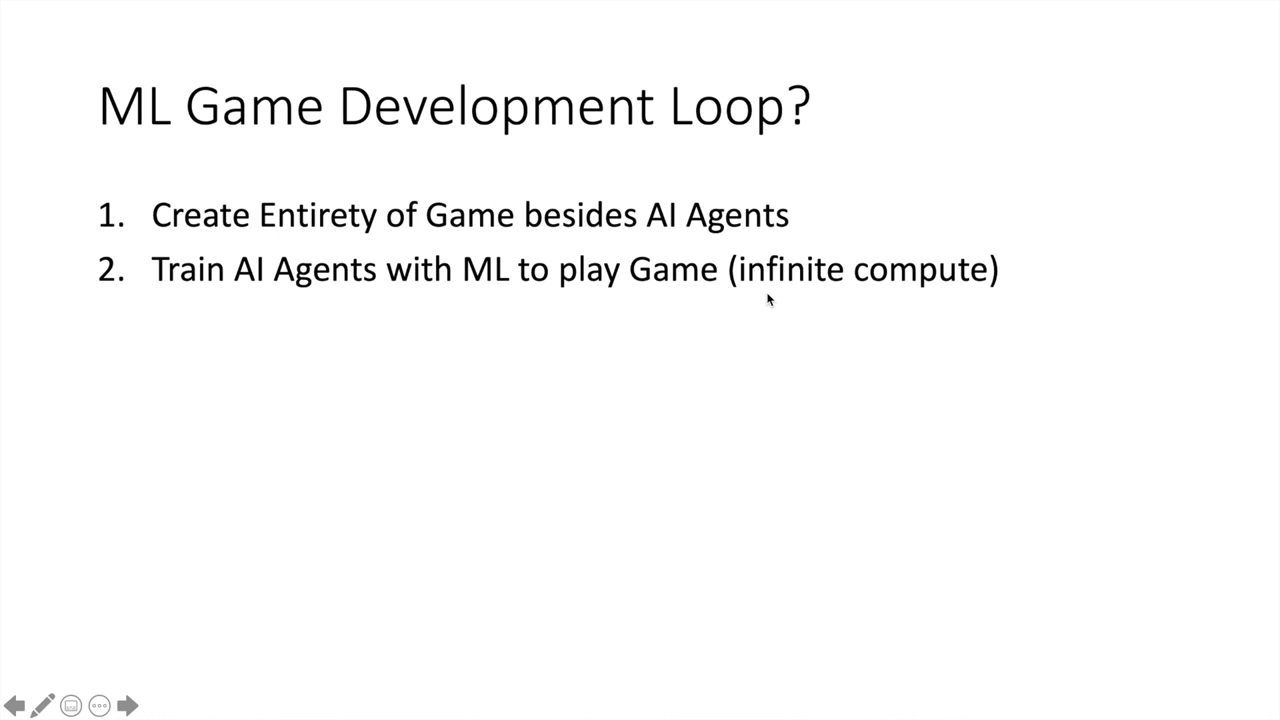 ML Game Development Loop?
1. Create Entirety of Game besides AI Agents
2. Train AI Agents with ML to play Game (infinite compute)